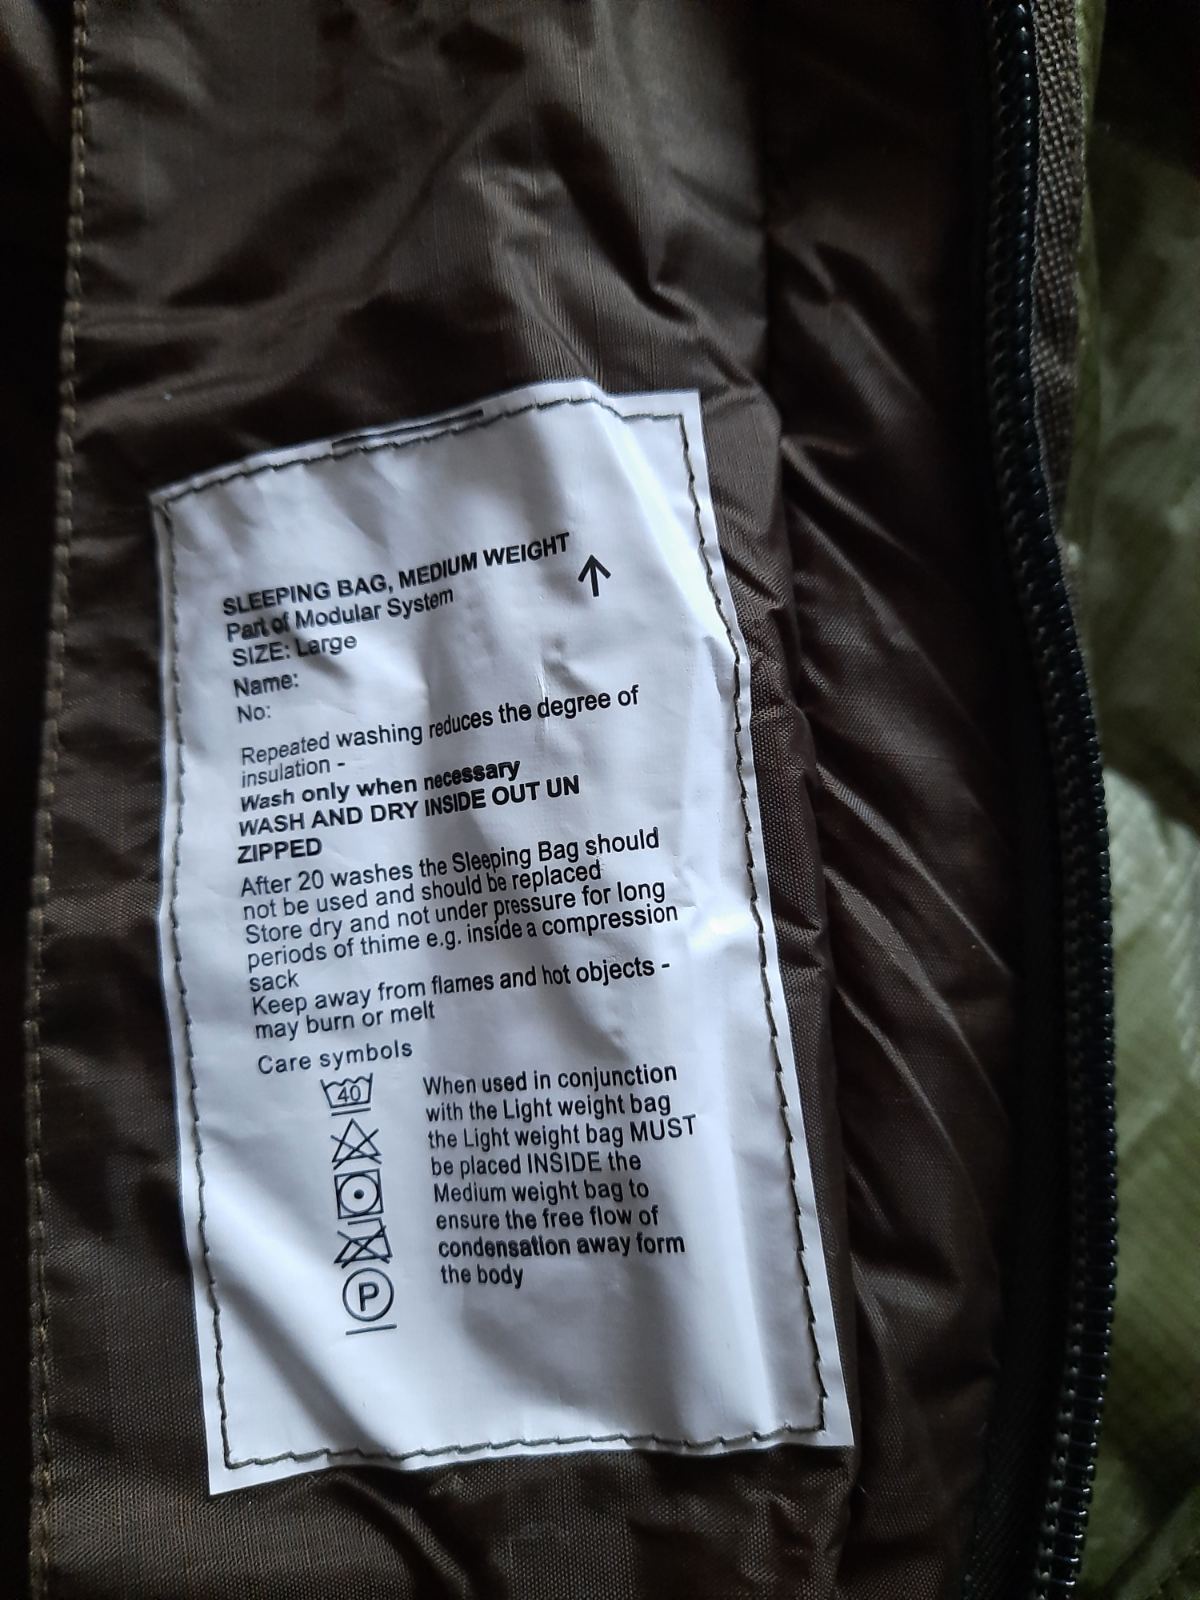 SLEEPING BAG, MEDIUM WEIGHT
Part of Modular System
SIZE: Large
Name:
No:
Repeated washing reduces the degree of
insulation -
Wash only when necessary
WASH AND DRY INSIDE OUT UN
ZIPPED
After 20 washes the Sleeping Bag should
not be used and should be replaced
Store dry and not under pressure for long
periods of thime e.g. inside a compression
sack
Keep away from flames and hot objects -
may burn or melt
Care symbols
40
P
When used in conjunction
with the Light weight bag
the Light weight bag MUST
be placed INSIDE the
Medium weight bag to
ensure the free flow of
condensation away form
the body